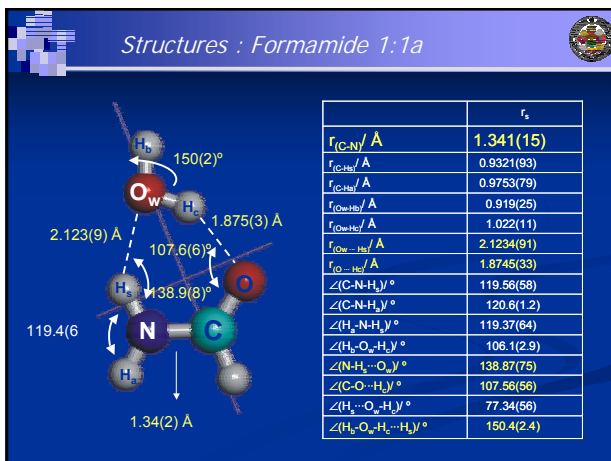 Structures : Formamide 1:1a
Hb
150(2)º
Ow
Hc
1.875(3) Å
2.123(9) Å
107.6(6)º
Hs
138.9(8)º
O
119.4(6
N
C
Ha
1.34(2) Å
rs
r(C-N)/ Å 1.341(15)
r(C-Hs)/ Å 0.9321(93)
r(C-Ha)/ Å 0.9753(79)
r(Ow-Hb)/ Å 0.919(25)
r(Ow-Hc)/ Å 1.022(11)
r(Ow ··· Hs)/ Å 2.1234(91)
r(O ··· Hc)/ Å 1.8745(33)
∠(C-N-Hs)/ º 119.56(58)
∠(C-N-Ha)/ º 120.6(1.2)
∠(Ha-N-Hs)/ º 119.37(64)
∠(Hb-Ow-Hc)/ º 106.1(2.9)
∠(N-Hs···Ow)/ º 138.87(75)
∠(C-O···Hc)/ º 107.56(56)
∠(Hs···Ow-Hc)/ º 77.34(56)
∠(Hb-Ow-Hc···Hs)/ º 150.4(2.4)